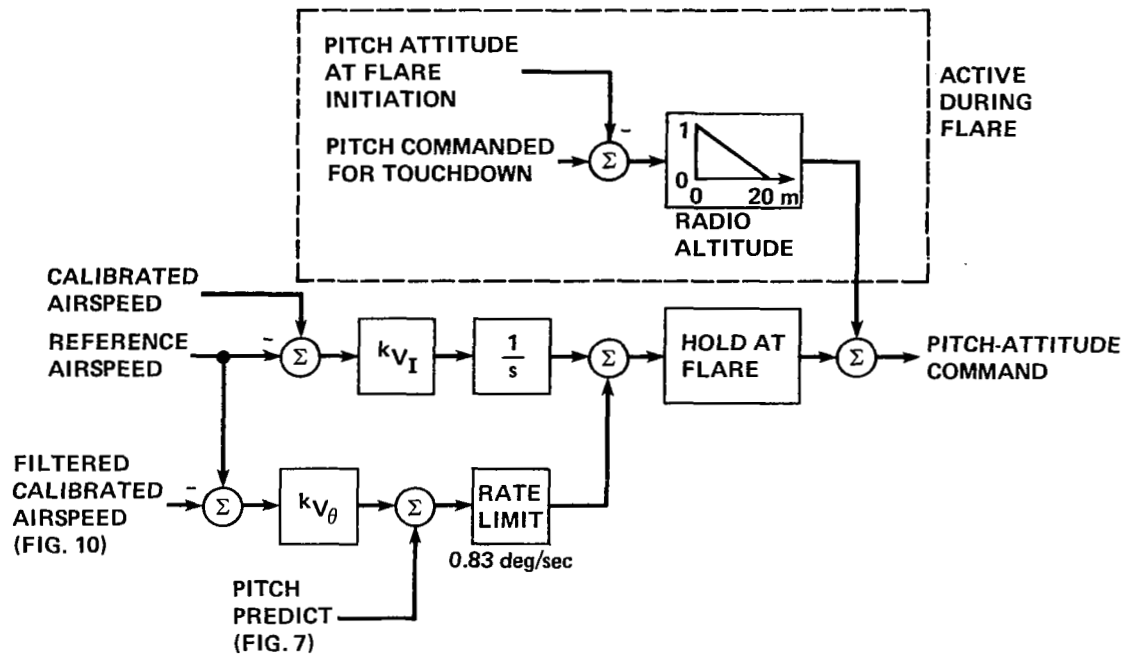 PITCH ATTITUDE
AT FLARE
INITIATION
ACTIVE
DURING
FLARE
PITCH COMMANDED
FOR TOUCHDOWN
-
Σ
1
0
0 20 m
RADIO
ALTITUDE
CALIBRATED
AIRSPEED
REFERENCE
AIRSPEED
-
Σ
kVI
1
s
Σ
HOLD AT
FLARE
Σ
PITCH-ATTITUDE
COMMAND
FILTERED
CALIBRATED
AIRSPEED
(FIG. 10)
-
Σ
kVθ
Σ
RATE
LIMIT
0.83 deg/sec
PITCH
PREDICT
(FIG. 7)